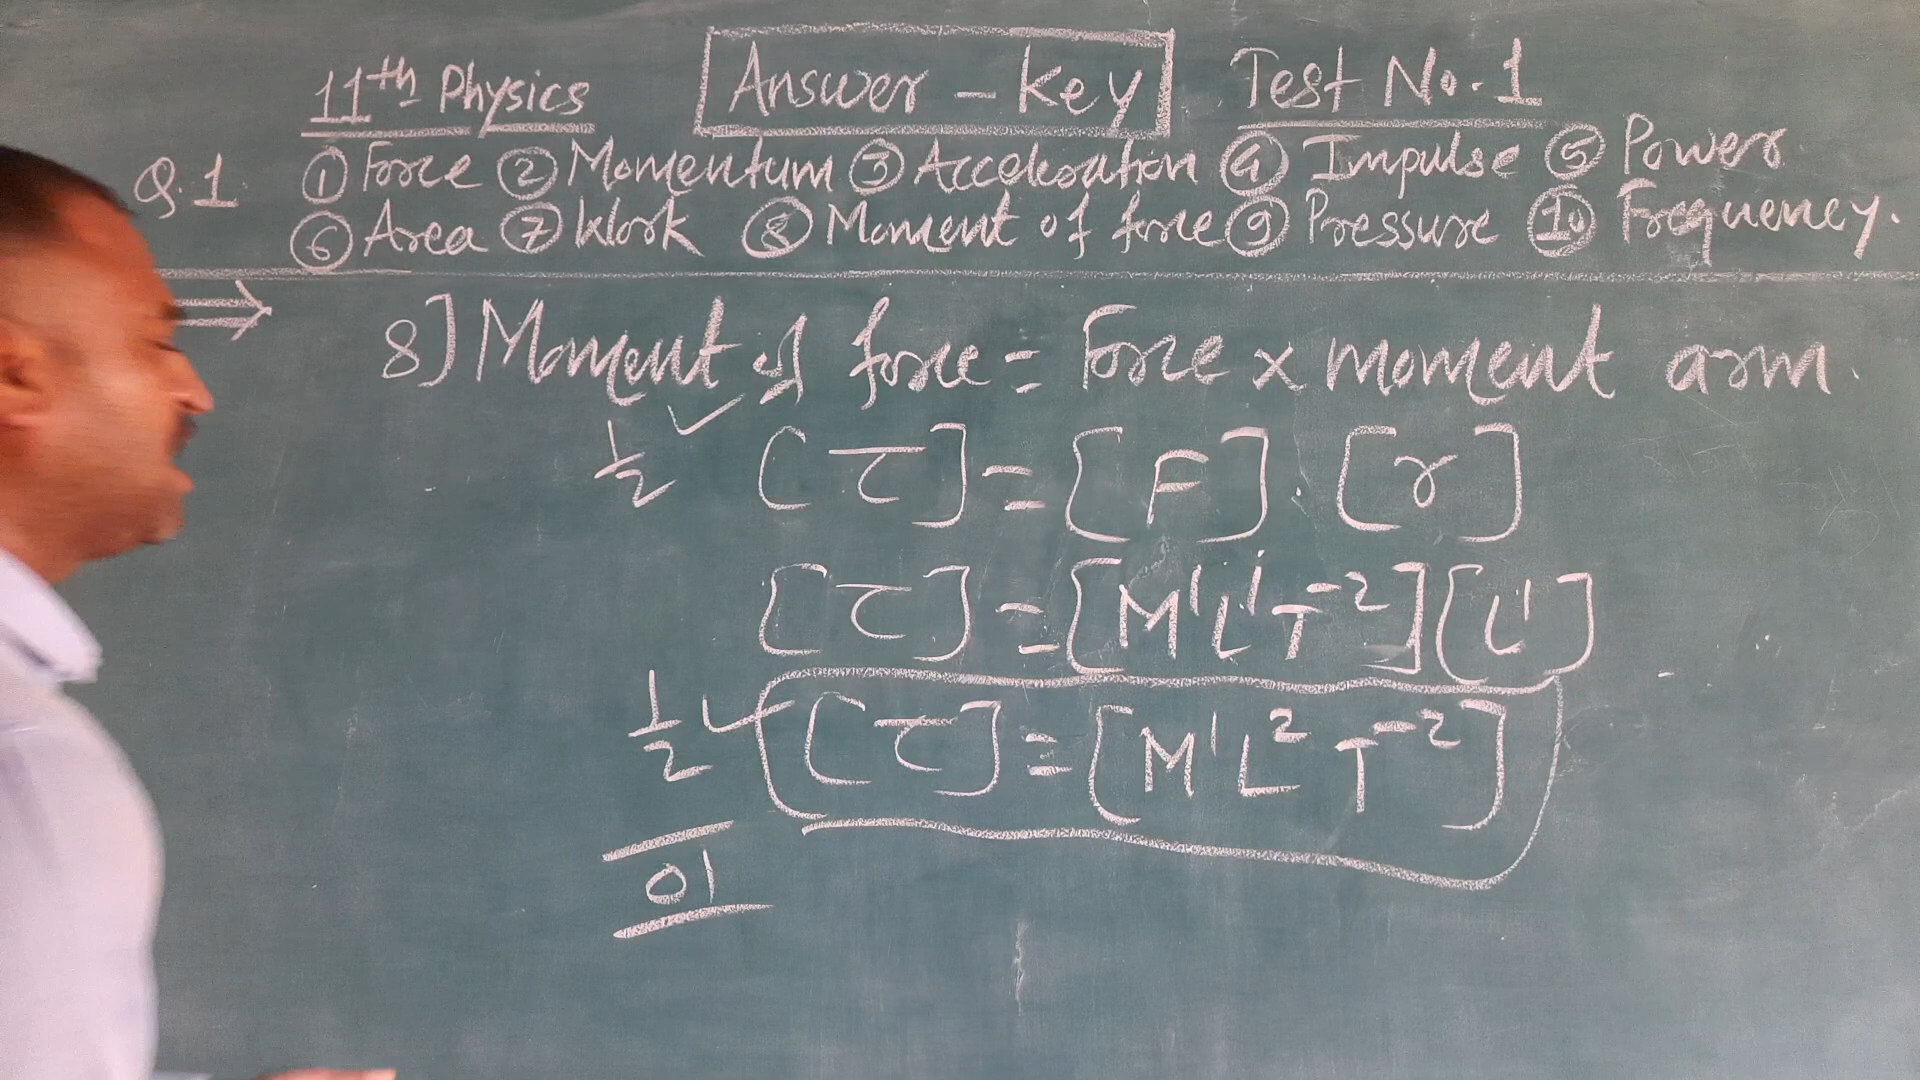 11th Physics Answer - key Test No. 1
Q. 1 ① Force ② Momentum ③ Acceleration ④ Impulse ⑤ Power
⑥ Area ⑦ Work ⑧ Moment of force ⑨ Pressure ⑩ Frequency.
⇒ 8] Moment of force = Force × moment arm.
½ ✓ [τ] = [F] . [r]
[τ] = [M¹L¹T⁻²] [L¹]
½ ✓ [τ] = [M¹L²T⁻²]
01